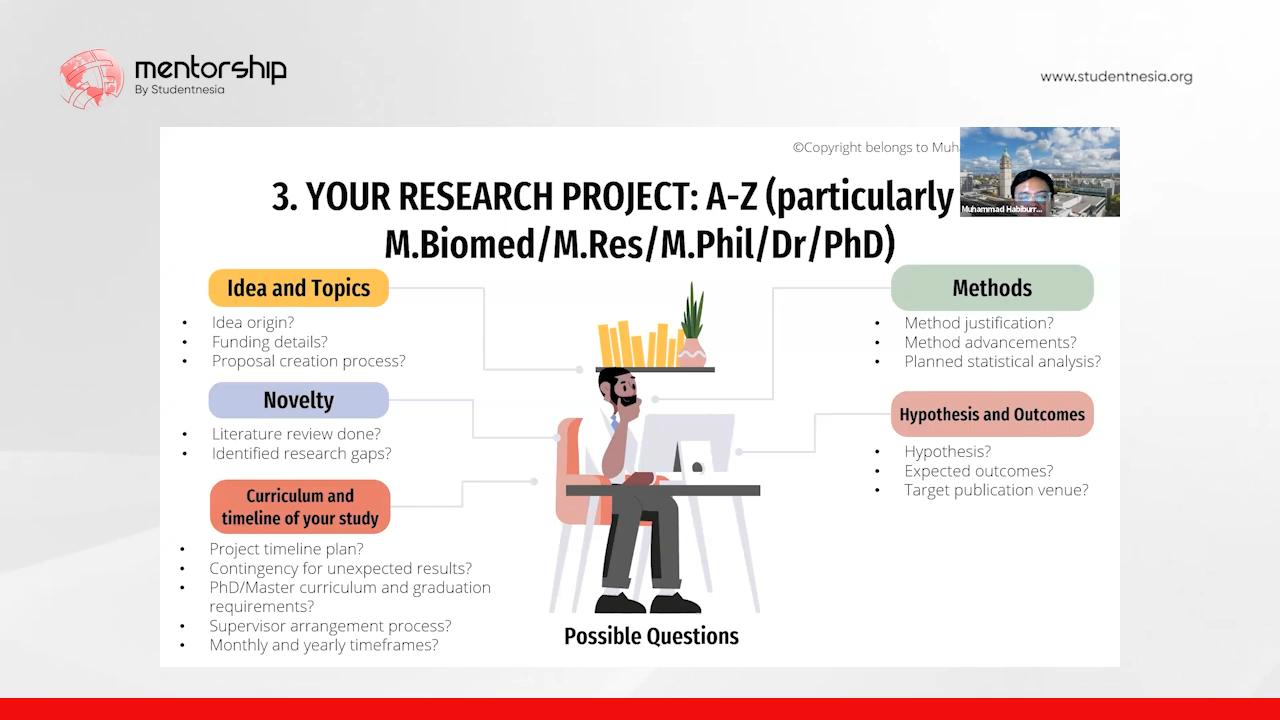 mentorship
By Studentnesia
www.studentnesia.org
©Copyright belongs to
Muhammad Habiburr...
3. YOUR RESEARCH PROJECT: A-Z (particularly
M.Biomed/M.Res/M.Phil/Dr/PhD)
Idea and Topics
• Idea origin?
• Funding details?
• Proposal creation process?
Novelty
• Literature review done?
• Identified research gaps?
Curriculum and
timeline of your study
• Project timeline plan?
• Contingency for unexpected results?
• PhD/Master curriculum and graduation
requirements?
• Supervisor arrangement process?
• Monthly and yearly timeframes?
Methods
• Method justification?
• Method advancements?
• Planned statistical analysis?
Hypothesis and Outcomes
• Hypothesis?
• Expected outcomes?
• Target publication venue?
Possible Questions